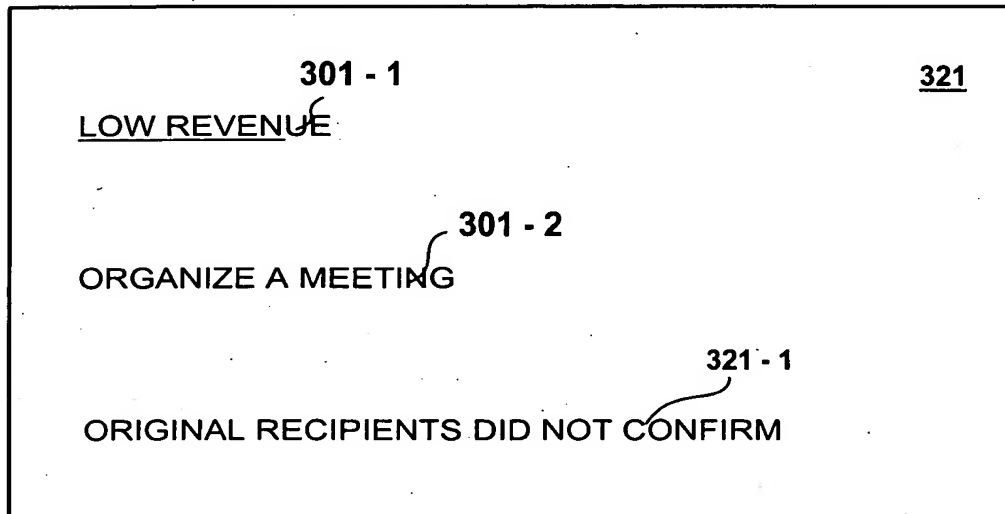 301 - 1
321
LOW REVENUE
301 - 2
ORGANIZE A MEETING
321 - 1
ORIGINAL RECIPIENTS DID NOT CONFIRM